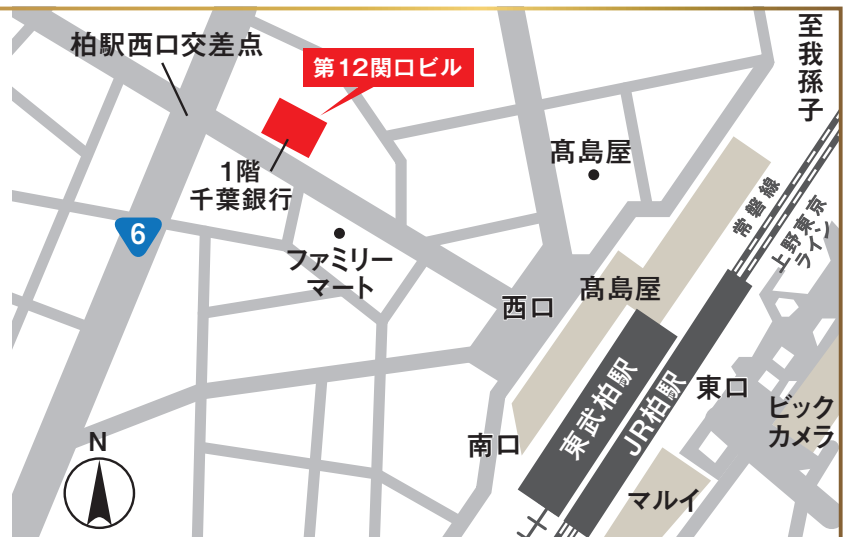 柏駅西口交差点
第12関口ビル
至我孫子
1階
千葉銀行
髙島屋
常磐線
上野東京
ライン
6
ファミリー
マート
西口
髙島屋
東武柏駅
JR柏駅
東口
ビック
カメラ
南口
マルイ
N